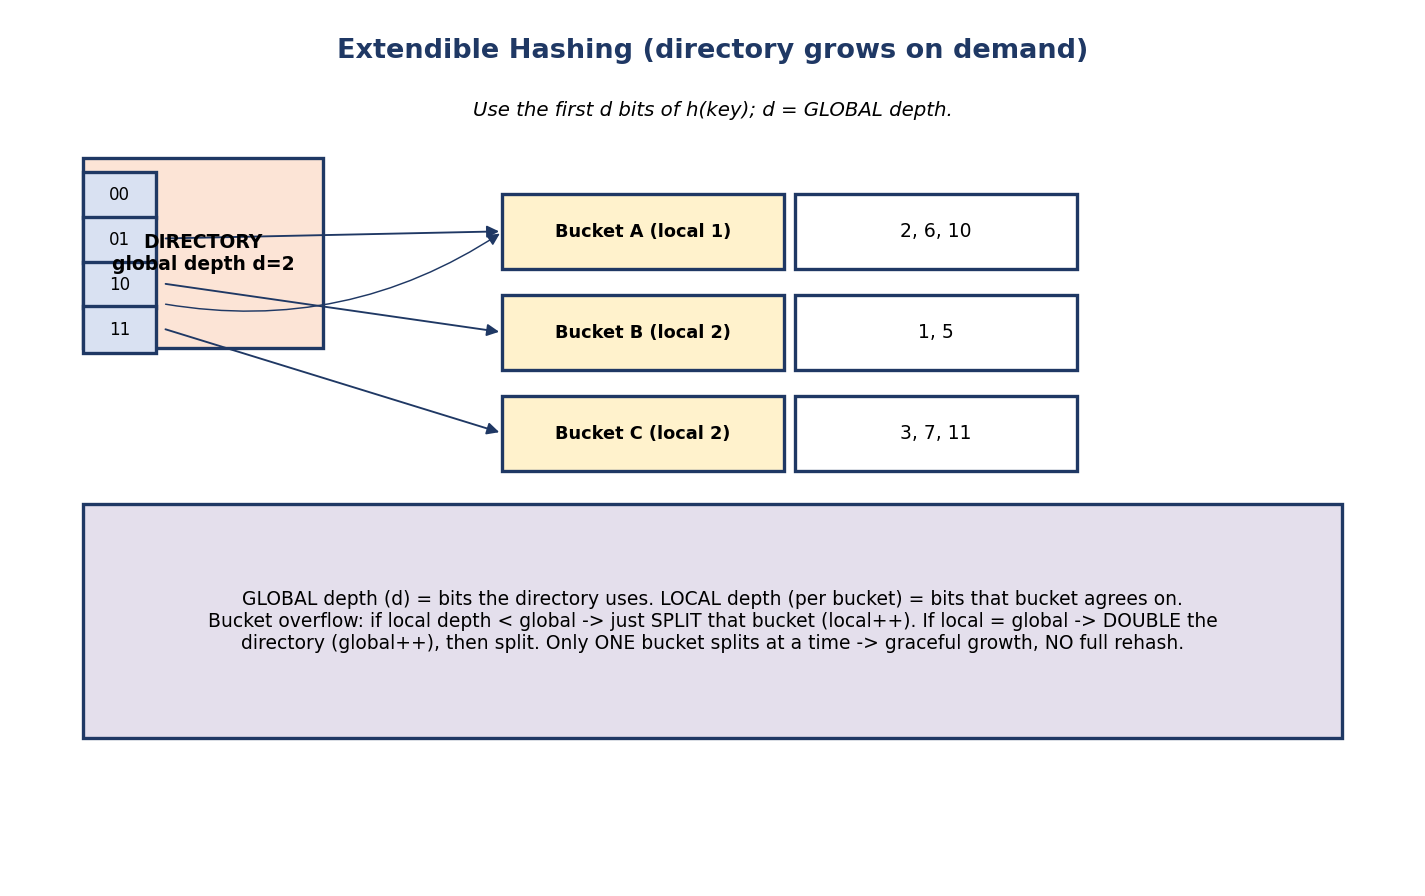 Extendible Hashing (directory grows on demand)
Use the first d bits of h(key); d = GLOBAL depth.
00
01
10
11
DIRECTORY
global depth d=2
Bucket A (local 1)
2, 6, 10
Bucket B (local 2)
1, 5
Bucket C (local 2)
3, 7, 11
GLOBAL depth (d) = bits the directory uses. LOCAL depth (per bucket) = bits that bucket agrees on.
Bucket overflow: if local depth < global -> just SPLIT that bucket (local++). If local = global -> DOUBLE the
directory (global++), then split. Only ONE bucket splits at a time -> graceful growth, NO full rehash.